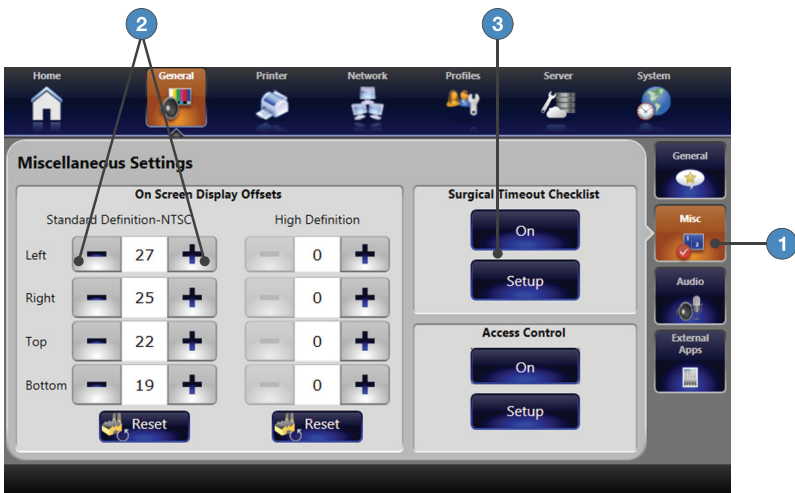 2
3
Home
General
Printer
Network
Profiles
Server
System
Miscellaneous Settings
On Screen Display Offsets
Standard Definition-NTSC
High Definition
Left
27
0
Right
25
0
Top
22
0
Bottom
19
0
Reset
Reset
Surgical Timeout Checklist
On
Setup
Access Control
On
Setup
General
Misc
1 2
1
Audio
External
Apps